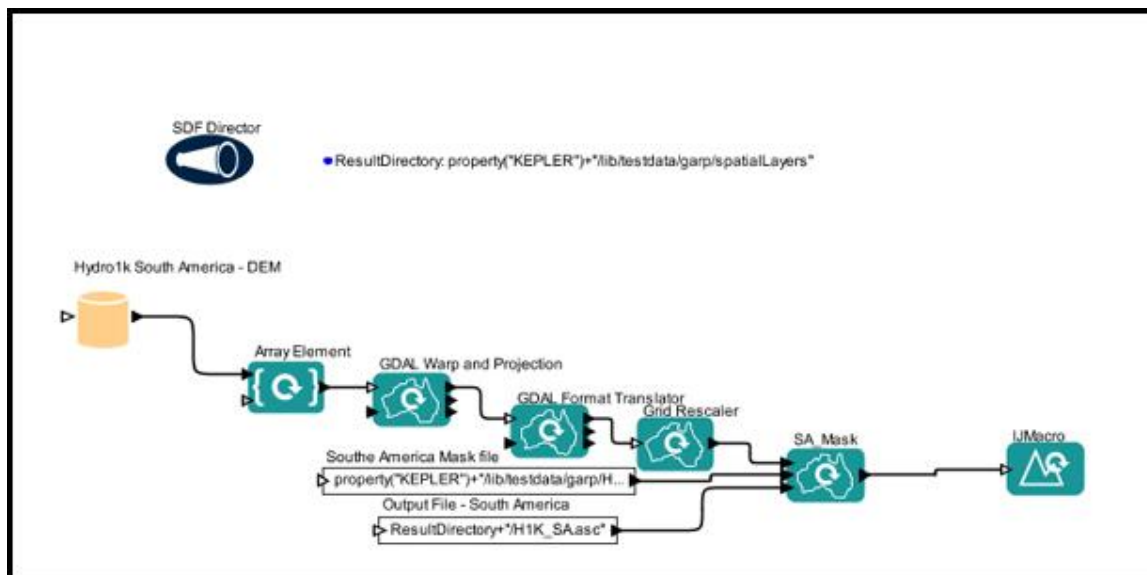 SDF Director
ResultDirectory: property("KEPLER")+"/lib/testdata/garp/spatialLayers"
Hydro1k South America - DEM
Array Element
GDAL Warp and Projection
GDAL Format Translator
Grid Rescaler
SA_Mask
IJMacro
Southe America Mask file
property("KEPLER")+"/lib/testdata/garp/H...
Output File - South America
ResultDirectory+"/H1K_SA.asc"